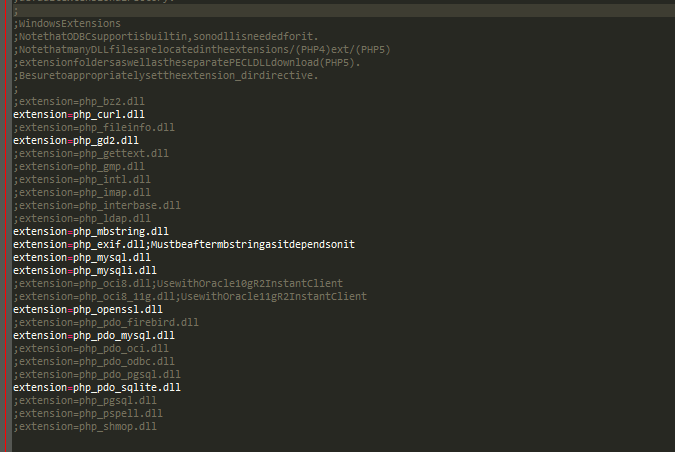 ;
;WindowsExtensions
;NotethatODBCsupportisbuiltin,sonodllisneededforit.
;NotethatmanyDLLfilesarelocatedintheextensions/(PHP4)ext/(PHP5)
;extensionfoldersaswellastheseparatePECLDLLdownload(PHP5).
;Besuretoappropriatelysettheextension_dirdirective.
;
;extension=php_bz2.dll
extension=php_curl.dll
;extension=php_fileinfo.dll
extension=php_gd2.dll
;extension=php_gettext.dll
;extension=php_gmp.dll
;extension=php_intl.dll
;extension=php_imap.dll
;extension=php_interbase.dll
;extension=php_ldap.dll
extension=php_mbstring.dll
extension=php_exif.dll;Mustbeaftermbstringasitdependsonit
extension=php_mysql.dll
extension=php_mysqli.dll
;extension=php_oci8.dll;UsewithOracle10gR2InstantClient
;extension=php_oci8_11g.dll;UsewithOracle11gR2InstantClient
extension=php_openssl.dll
;extension=php_pdo_firebird.dll
extension=php_pdo_mysql.dll
;extension=php_pdo_oci.dll
;extension=php_pdo_odbc.dll
;extension=php_pdo_pgsql.dll
extension=php_pdo_sqlite.dll
;extension=php_pgsql.dll
;extension=php_pspell.dll
;extension=php_shmop.dll